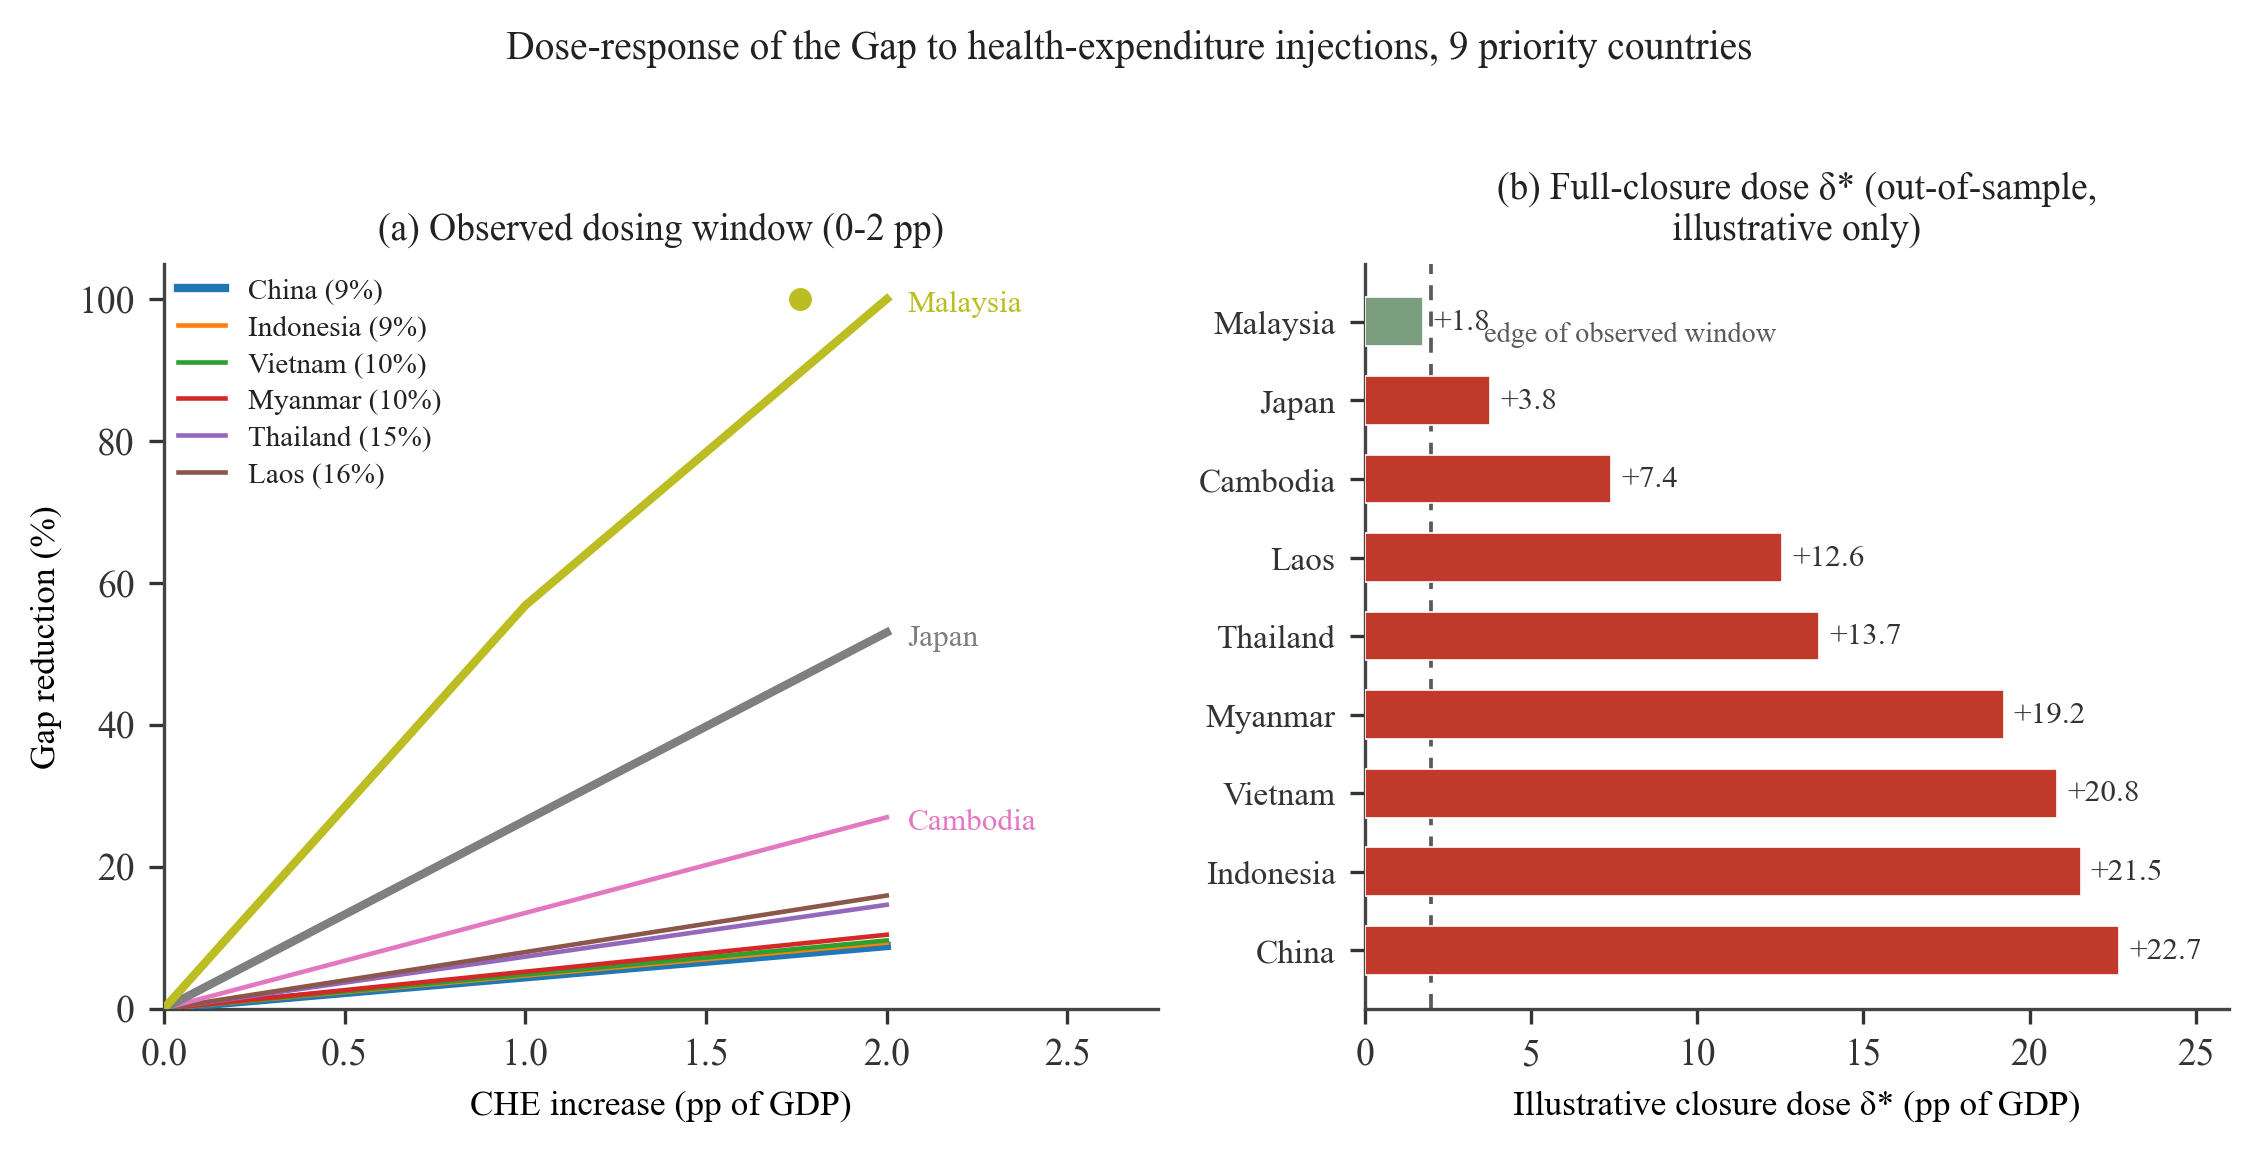 Dose-response of the Gap to health-expenditure injections, 9 priority countries
(a) Observed dosing window (0-2 pp)
Gap reduction (%)
100
80
60
40
20
0
China (9%)
Indonesia (9%)
Vietnam (10%)
Myanmar (10%)
Thailand (15%)
Laos (16%)
Malaysia
Japan
Cambodia
0.0 0.5 1.0 1.5 2.0 2.5
CHE increase (pp of GDP)
(b) Full-closure dose δ* (out-of-sample,
illustrative only)
Malaysia +1.8
edge of observed window
Japan +3.8
Cambodia +7.4
Laos +12.6
Thailand +13.7
Myanmar +19.2
Vietnam +20.8
Indonesia +21.5
China +22.7
0 5 10 15 20 25
Illustrative closure dose δ* (pp of GDP)